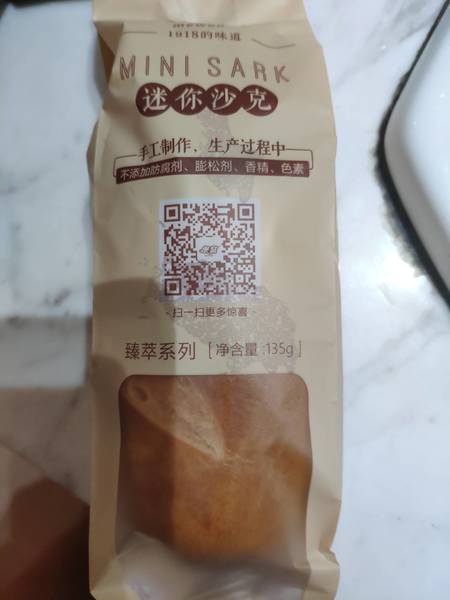 1918的味道
MINI SARK
迷你沙克
手工制作、生产过程中
不添加防腐剂、膨松剂、香精、色素
·扫一扫更多惊喜·
臻萃系列 [净含量:135g]